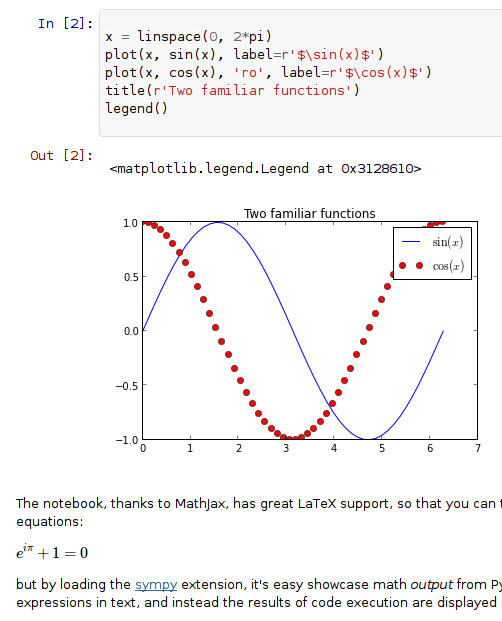 In [2]:
x = linspace(0, 2*pi)
plot(x, sin(x), label=r'$\sin(x)$')
plot(x, cos(x), 'ro', label=r'$\cos(x)$')
title(r'Two familiar functions')
legend()
Out [2]:
<matplotlib.legend.Legend at 0x3128610>
Two familiar functions
1.0
0.5
0.0
−0.5
−1.0
sin(x)
cos(x)
0 1 2 3 4 5 6 7
The notebook, thanks to MathJax, has great LaTeX support, so that you can
equations:
e^{iπ} + 1 = 0
but by loading the sympy extension, it's easy showcase math output from
expressions in text, and instead the results of code execution are displayed